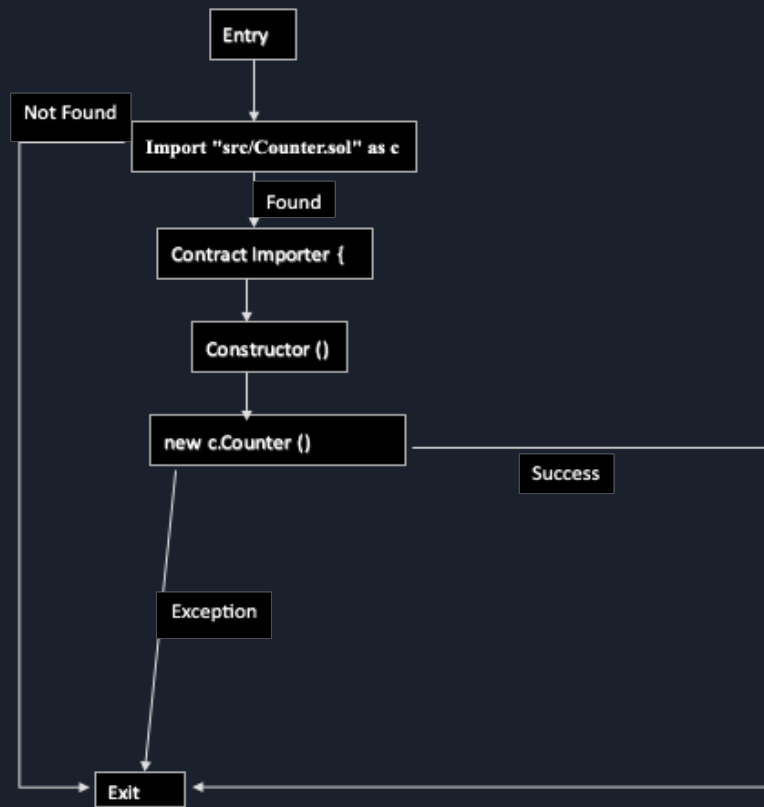 Entry
Not Found
Import "src/Counter.sol" as c
Found
Contract Importer {
Constructor ()
new c.Counter ()
Success
Exception
Exit